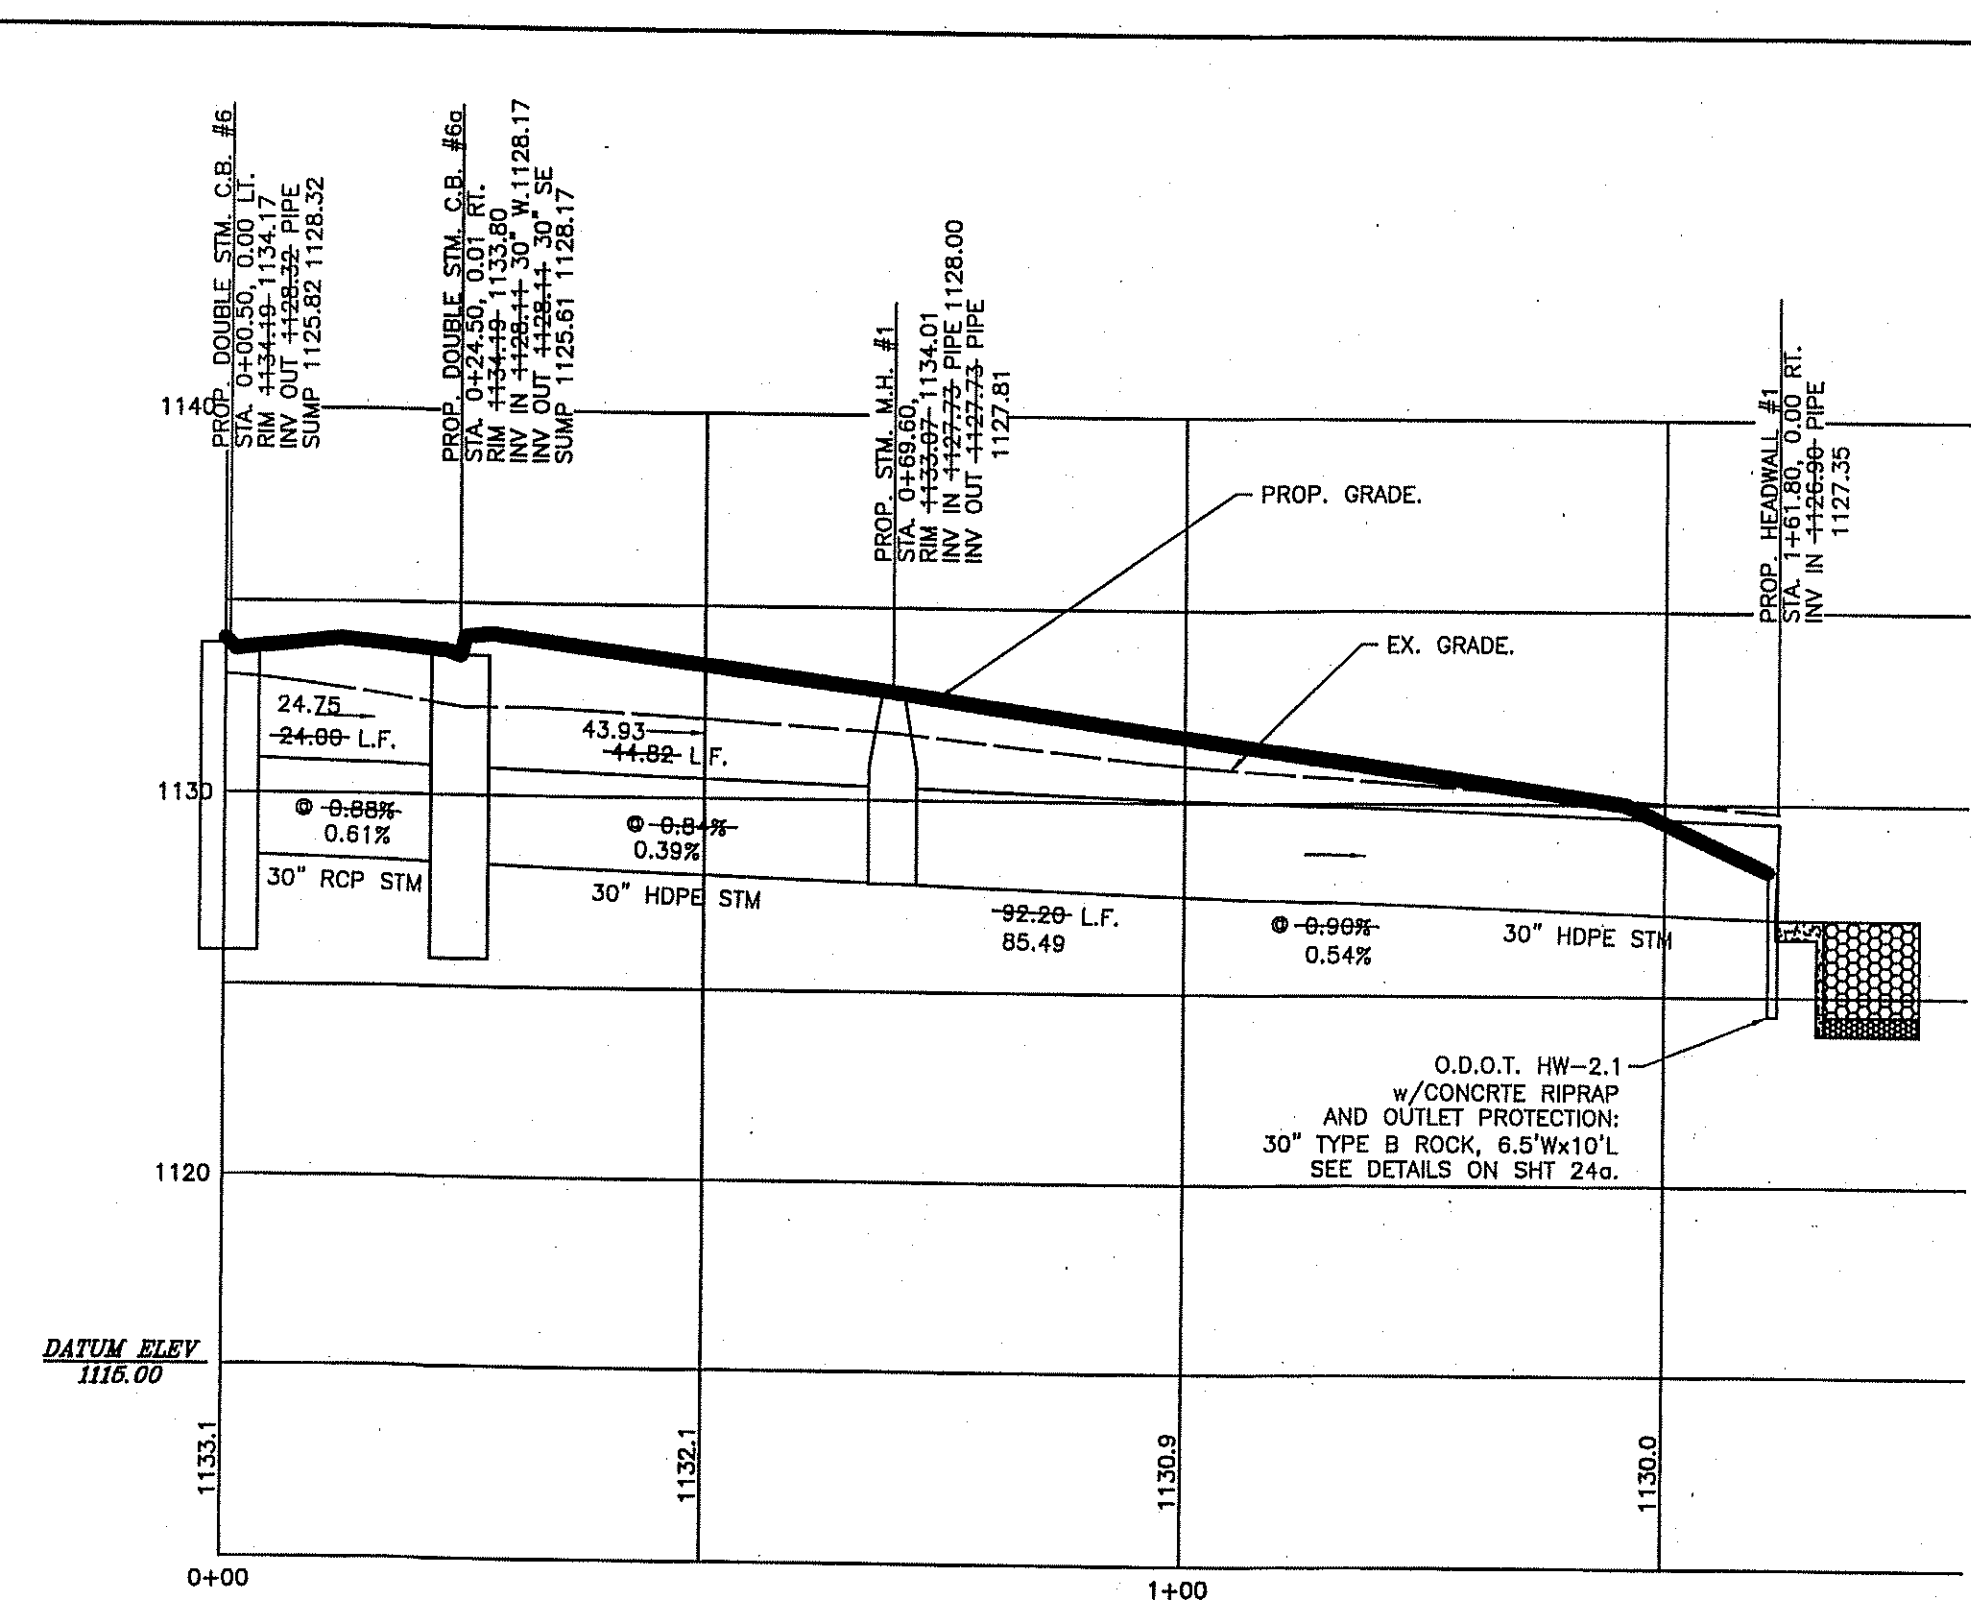 PROP. DOUBLE STM. C.B. #6
STA. 0+00.50, 0.00 LT.
RIM 1134.19 1134.17
INV OUT 1128.32 PIPE
SUMP 1125.82 1128.32
PROP. DOUBLE STM. C.B. #6a
STA. 0+24.50, 0.01 RT.
RIM 1134.19 1133.80
INV IN 1128.11 30" W.1128.17
INV OUT 1128.11 30" SE
SUMP 1125.61 1128.17
PROP. STM. M.H. #1
STA. 0+69.60,
RIM 1133.07 1134.01
INV IN 1127.73 PIPE 1128.00
INV OUT 1127.73 PIPE
1127.81
PROP. HEADWALL #1
STA. 1+61.80, 0.00 RT.
INV IN 1126.90 PIPE
1127.35
1140
PROP. GRADE.
EX. GRADE.
24.75
24.00 L.F.
43.93
44.82 L.F.
1130
@ 0.88%
0.61%
@ 0.84%
0.39%
30" RCP STM
30" HDPE STM
92.20 L.F.
85.49
@ 0.90%
0.54%
30" HDPE STM
O.D.O.T. HW-2.1
w/CONCRTE RIPRAP
AND OUTLET PROTECTION:
30" TYPE B ROCK, 6.5'Wx10'L
SEE DETAILS ON SHT 24a.
1120
DATUM ELEV
1115.00
1133.1
1132.1
1130.9
1130.0
0+00
1+00